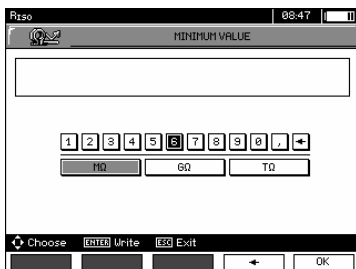 Riso 08:47
MINIMUM VALUE
1 2 3 4 5 6 7 8 9 0 , ←
MΩ GΩ TΩ
Choose ENTER Write ESC Exit
← OK